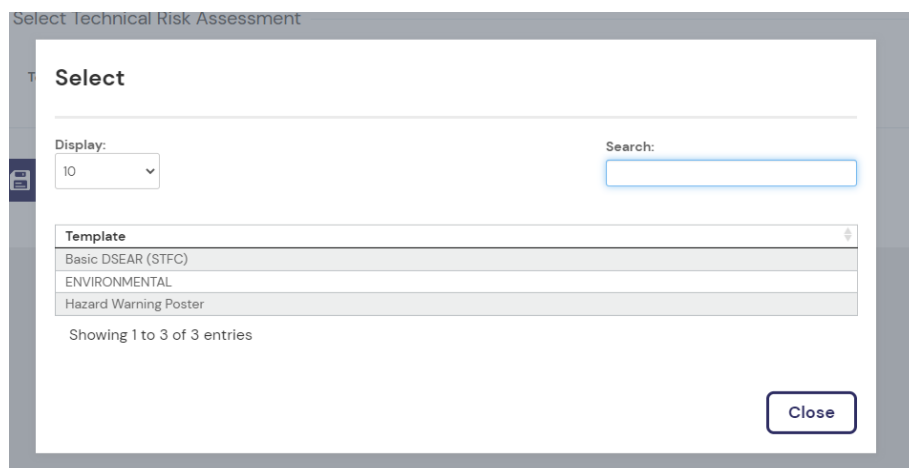 Select Technical Risk Assessment
Select
Display:
Search:
10
Template
Basic DSEAR (STFC)
ENVIRONMENTAL
Hazard Warning Poster
Showing 1 to 3 of 3 entries
Close